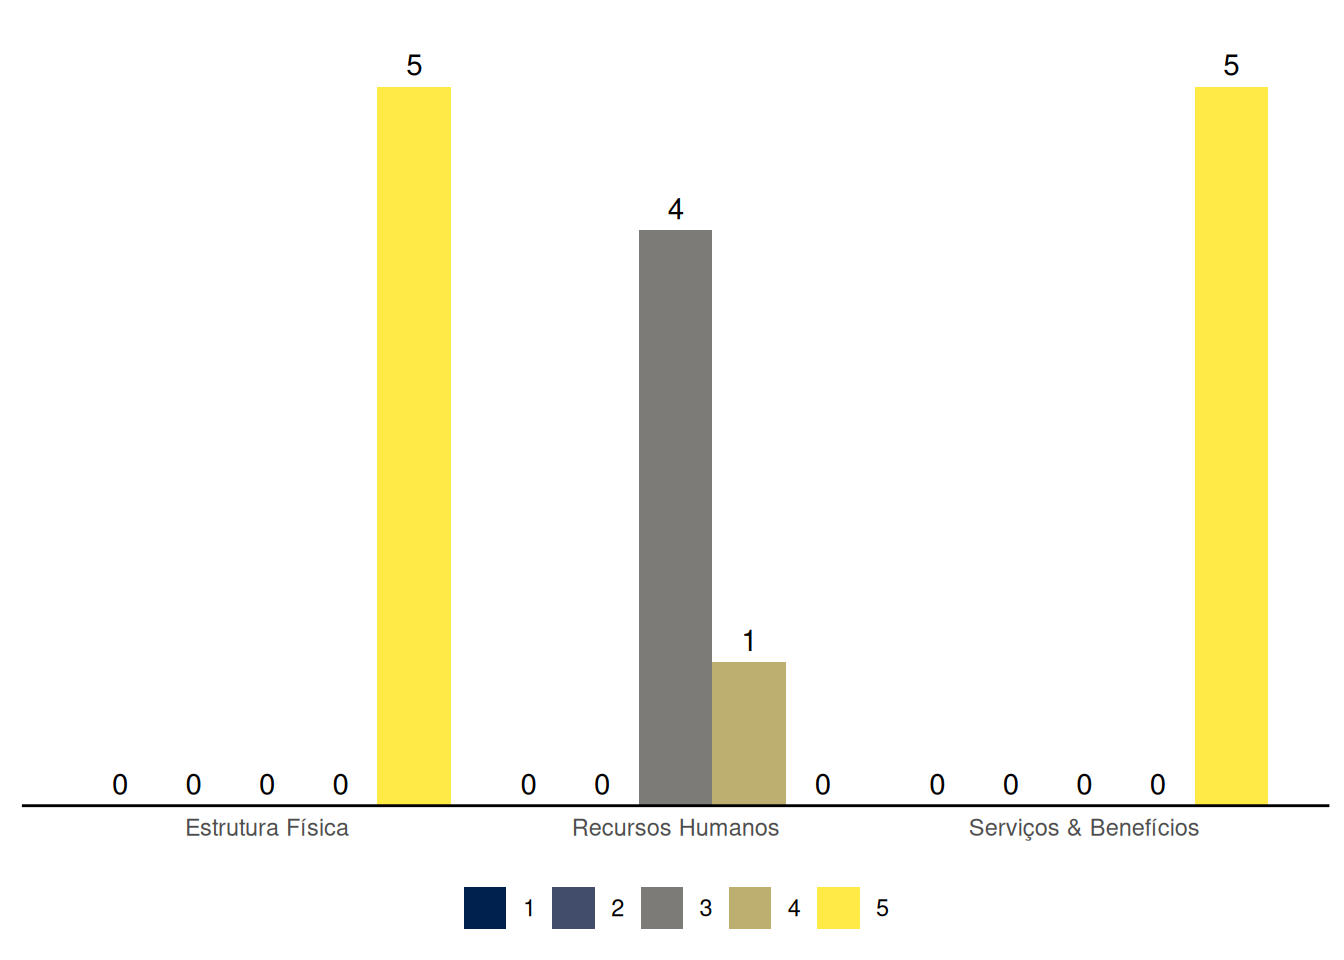 5 5
4
1
0 0 0 0 0 0 0 0 0 0 0
Estrutura Física Recursos Humanos Serviços & Benefícios
1 2 3 4 5